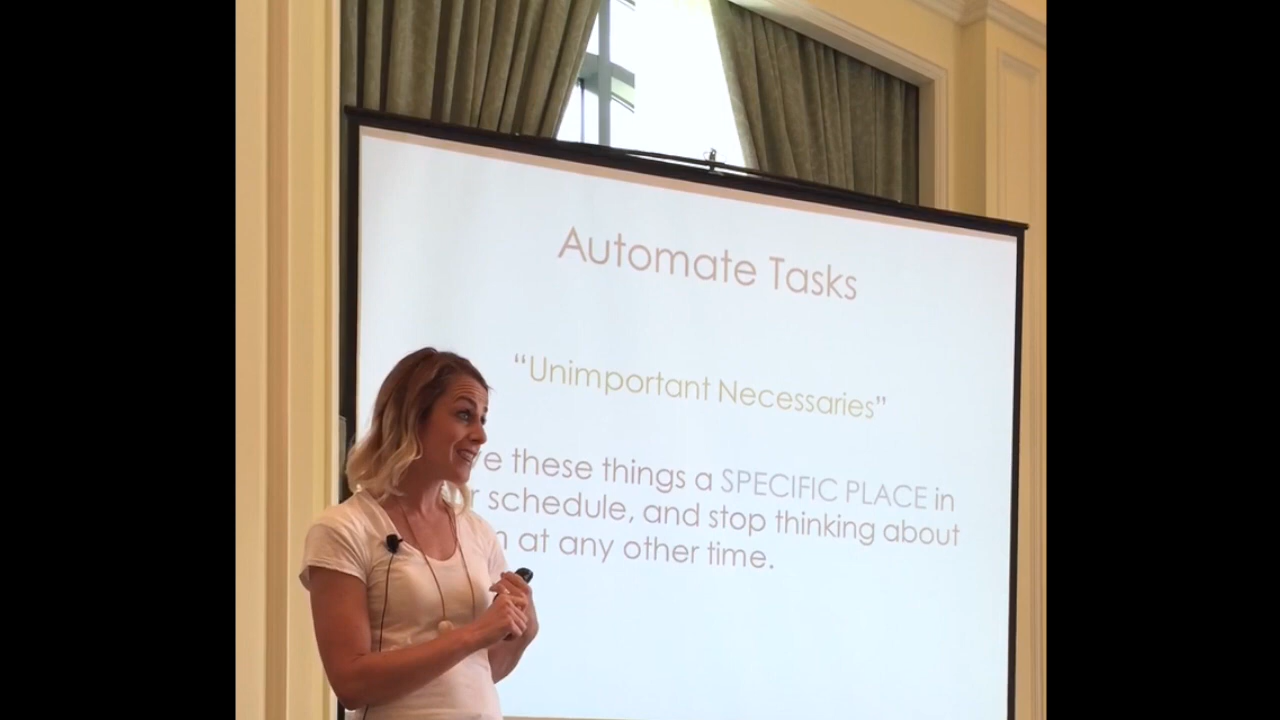 Automate Tasks
“Unimportant Necessaries”
these things a SPECIFIC PLACE in
schedule, and stop thinking about
at any other time.